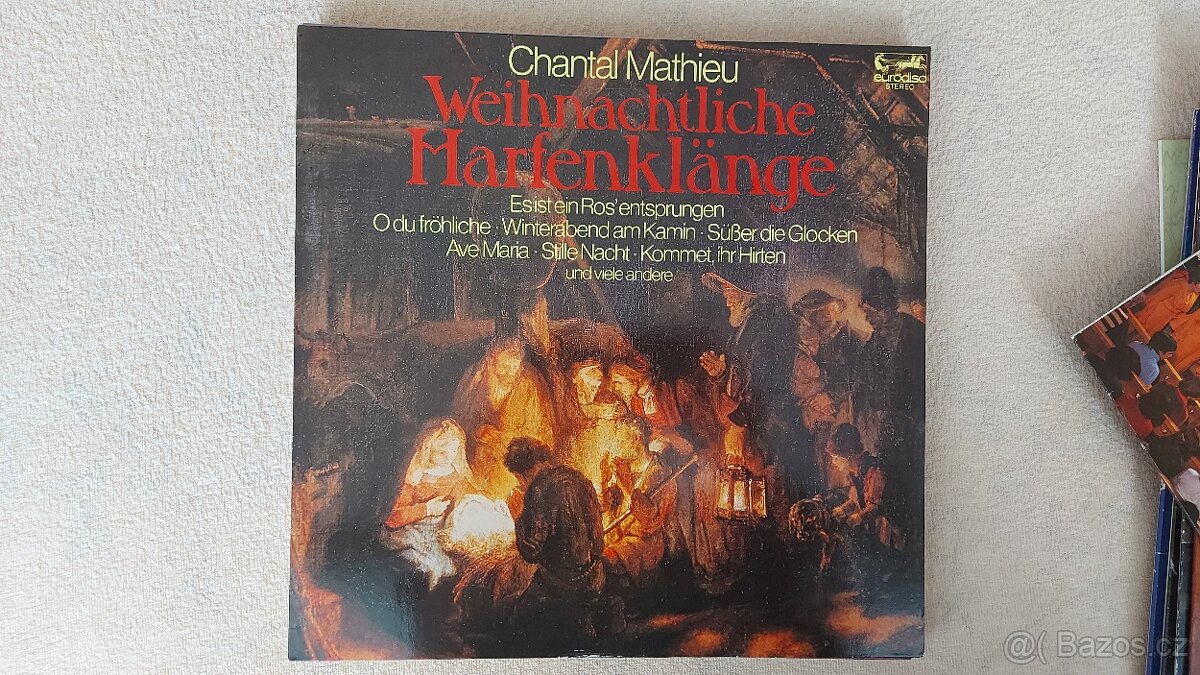 Chantal Mathieu
eurodisc
STEREO
Weihnachtliche
Harfenklänge
Es ist ein Ros' entsprungen
O du fröhliche · Winterabend am Kamin · Süßer die Glocken
Ave Maria · Stille Nacht · Kommet, ihr Hirten
und viele andere
@( Bazos.cz